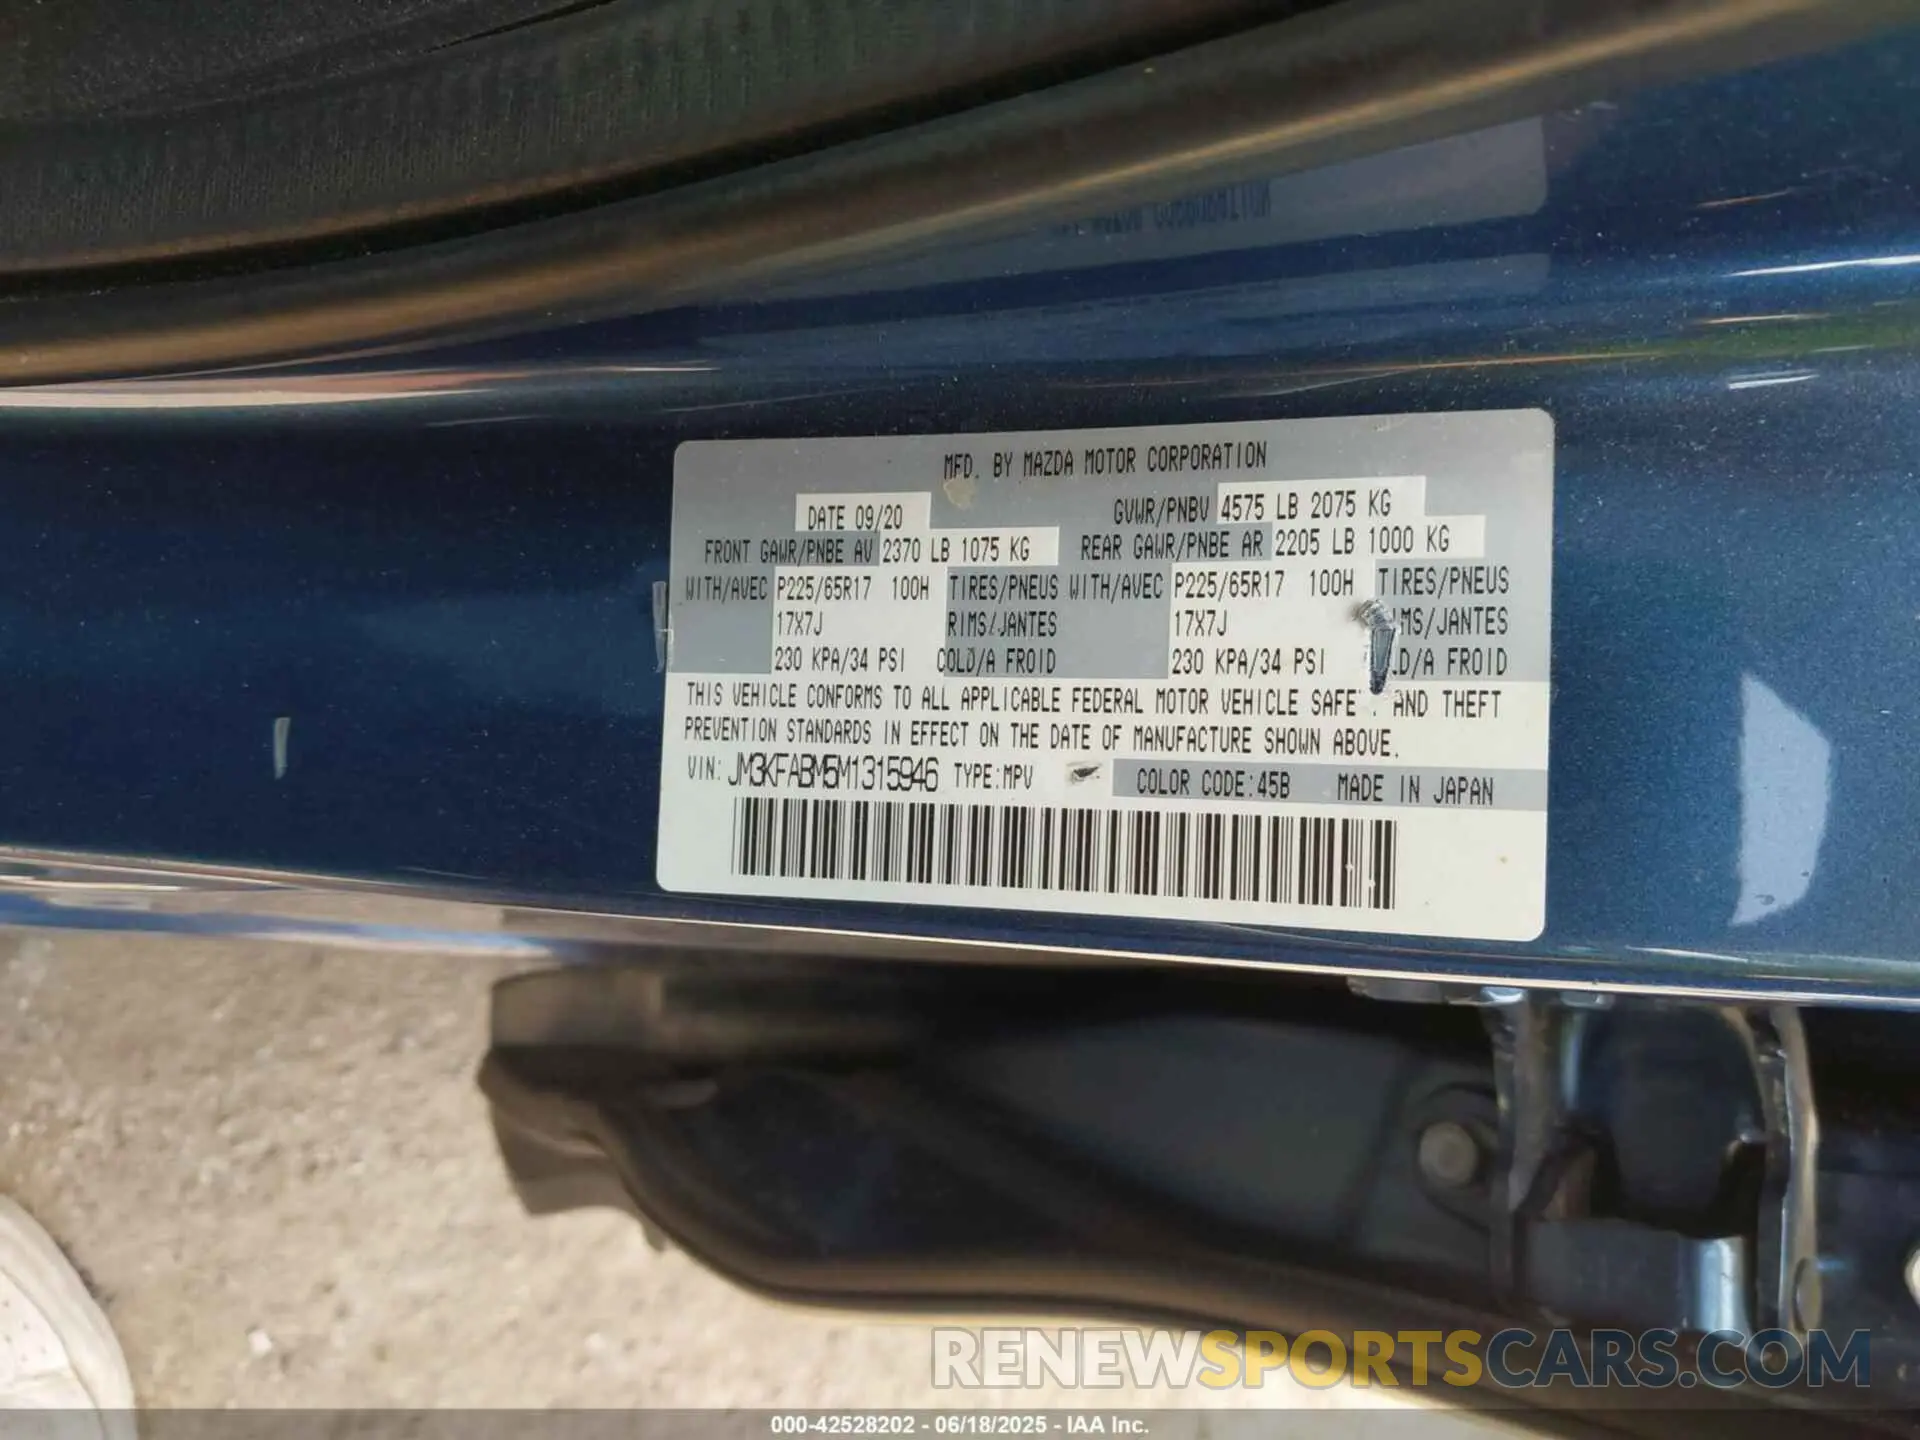 MFD. BY MAZDA MOTOR CORPORATION
DATE 09/20 GVWR/PNBV 4575 LB 2075 KG
FRONT GAWR/PNBE AV 2370 LB 1075 KG REAR GAWR/PNBE AR 2205 LB 1000 KG
WITH/AVEC P225/65R17 100H TIRES/PNEUS WITH/AVEC P225/65R17 100H TIRES/PNEUS
17X7J RIMS/JANTES 17X7J IMS/JANTES
230 KPA/34 PSI COLD/A FROID 230 KPA/34 PSI LD/A FROID
THIS VEHICLE CONFORMS TO ALL APPLICABLE FEDERAL MOTOR VEHICLE SAFE AND THEFT
PREVENTION STANDARDS IN EFFECT ON THE DATE OF MANUFACTURE SHOWN ABOVE.
VIN: JM3KFABM5M1315946 TYPE:MPV COLOR CODE:45B MADE IN JAPAN
RENEWSPORTSCARS.COM
000-42528202 - 06/18/2025 - IAA Inc.